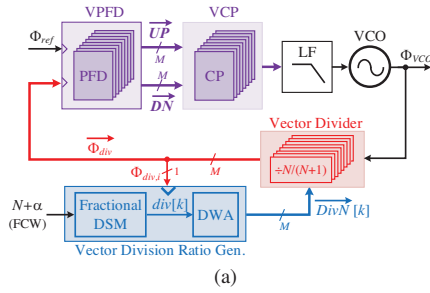 VPFD
VCP
Φref
PFD
UP
M
DN
M
CP
LF
VCO
ΦVCO
Φdiv
Φdiv,i
1
M
Vector Divider
÷N/(N+1)
N+α
(FCW)
Fractional
DSM
div[k]
DWA
M
DivN [k]
Vector Division Ratio Gen.
(a)